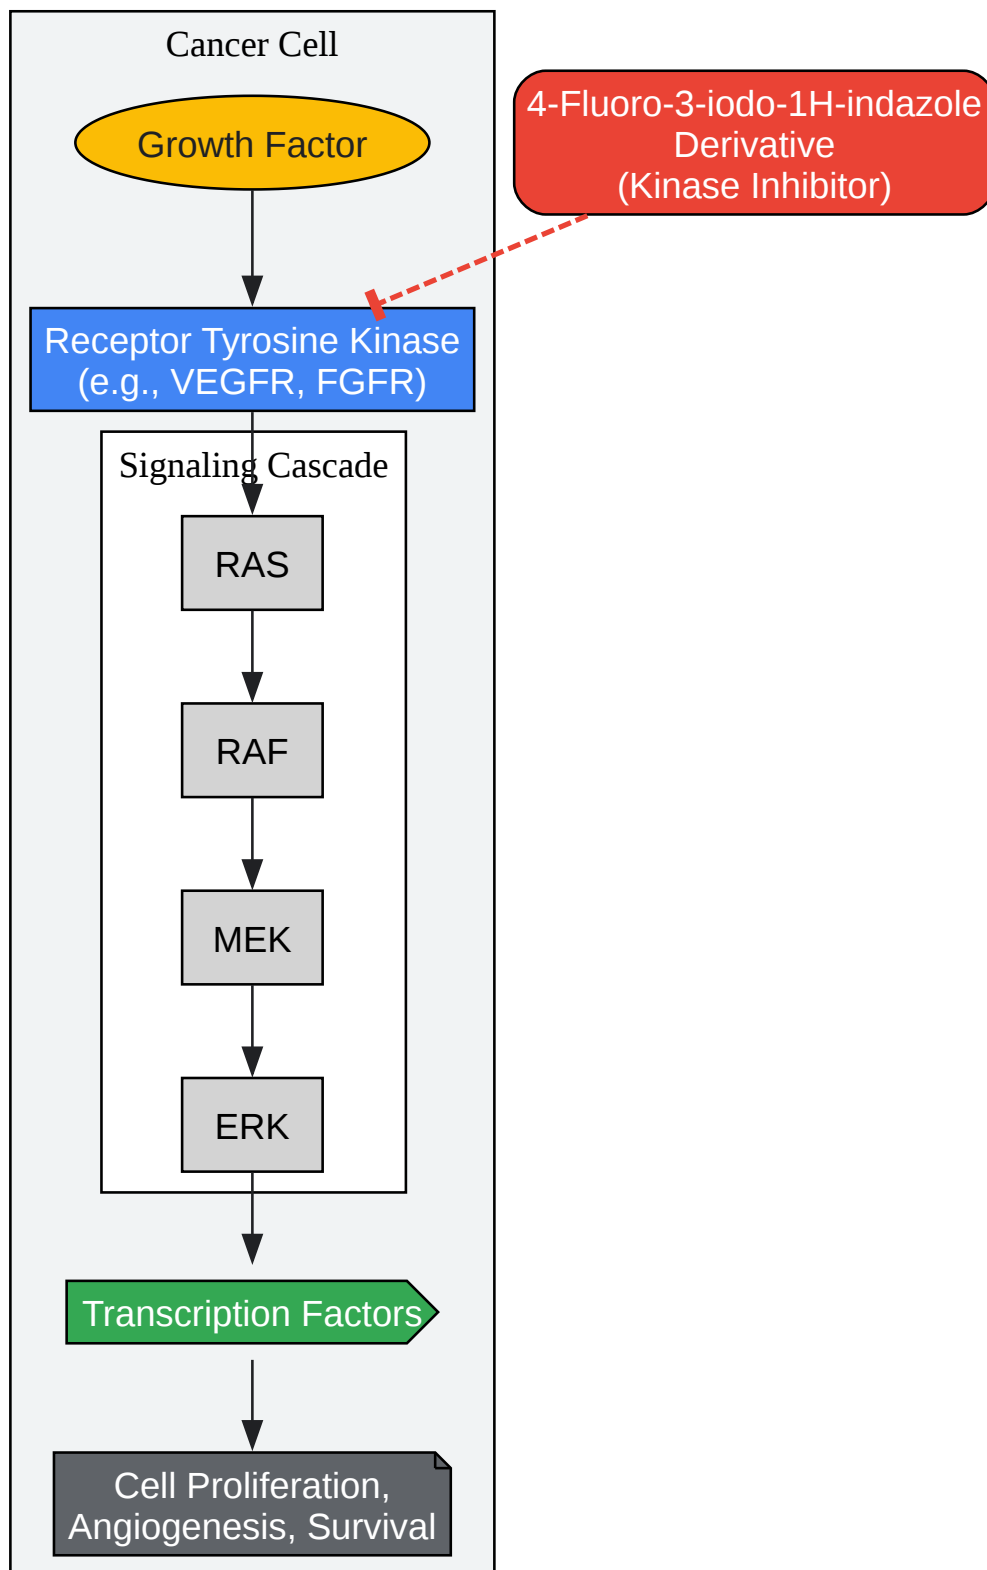 Cancer Cell
Growth Factor
4-Fluoro-3-iodo-1H-indazole
Derivative
(Kinase Inhibitor)
Receptor Tyrosine Kinase
(e.g., VEGFR, FGFR)
Signaling Cascade
RAS
RAF
MEK
ERK
Transcription Factors
Cell Proliferation,
Angiogenesis, Survival